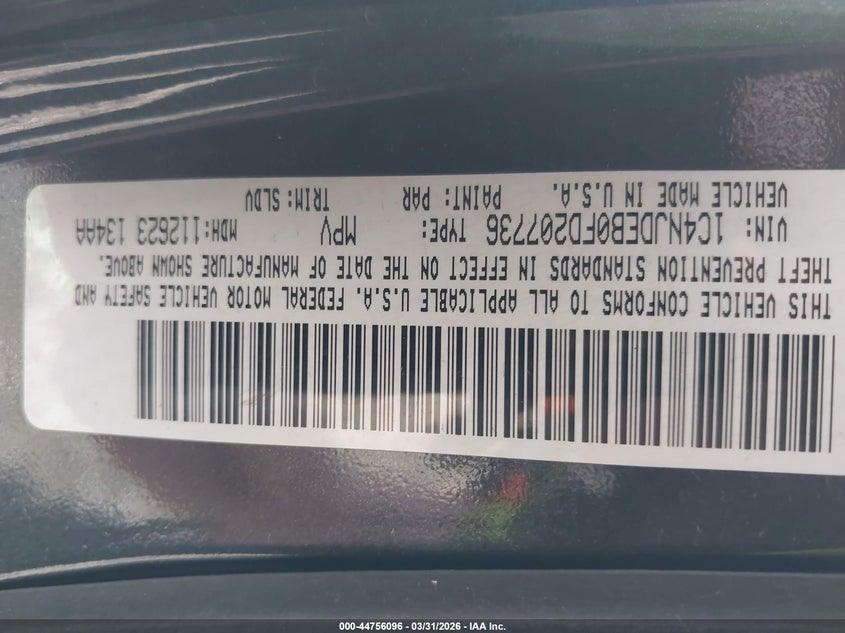 THIS VEHICLE CONFORMS TO ALL APPLICABLE U.S.A. FEDERAL MOTOR VEHICLE SAFETY AND
THEFT PREVENTION STANDARDS IN EFFECT ON THE DATE OF MANUFACTURE SHOWN ABOVE.
VIN: 1C4NJDEB0FD207736 TYPE: MPV MDH:112623 134AA
VEHICLE MADE IN U.S.A. PAINT: PAR TRIM: SLDV
000-44756096 - 03/31/2026 - IAA Inc.